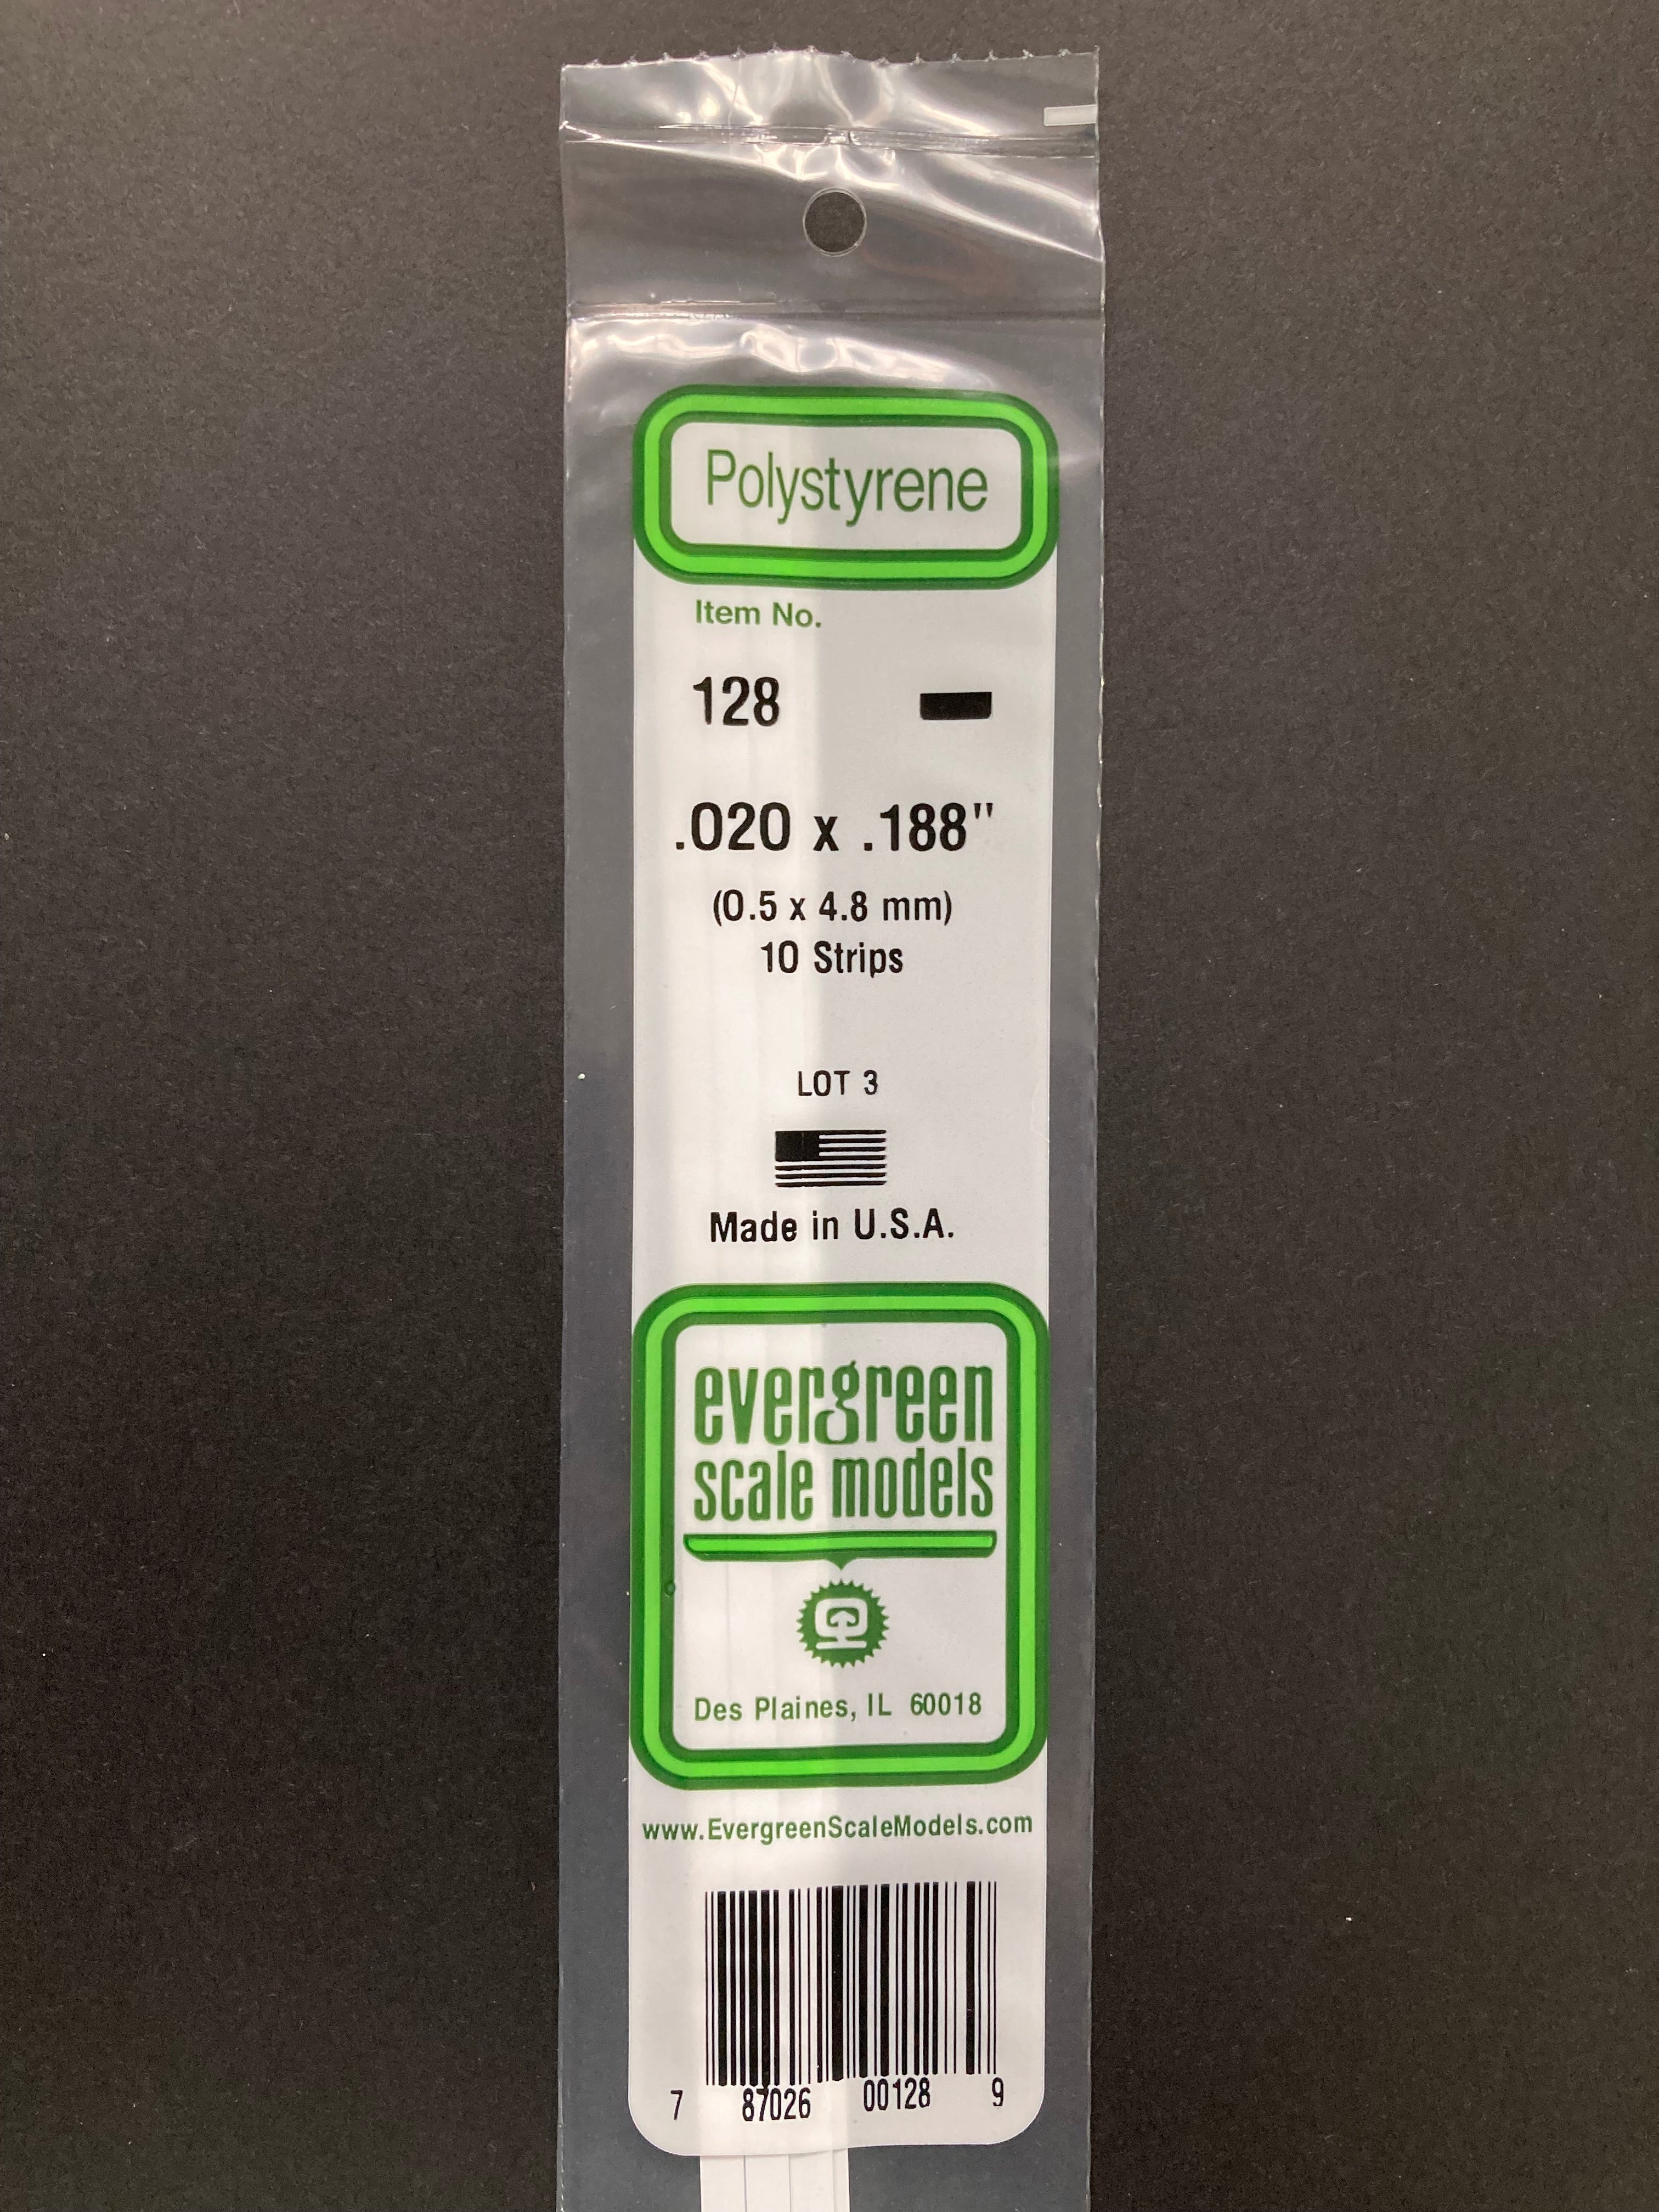 Polystyrene
Item No.
128
.020 x .188"
(0.5 x 4.8 mm)
10 Strips
LOT 3
Made in U.S.A.
evergreen
scale models
Des Plaines, IL 60018
www.EvergreenScaleModels.com
7 87026 00128 9